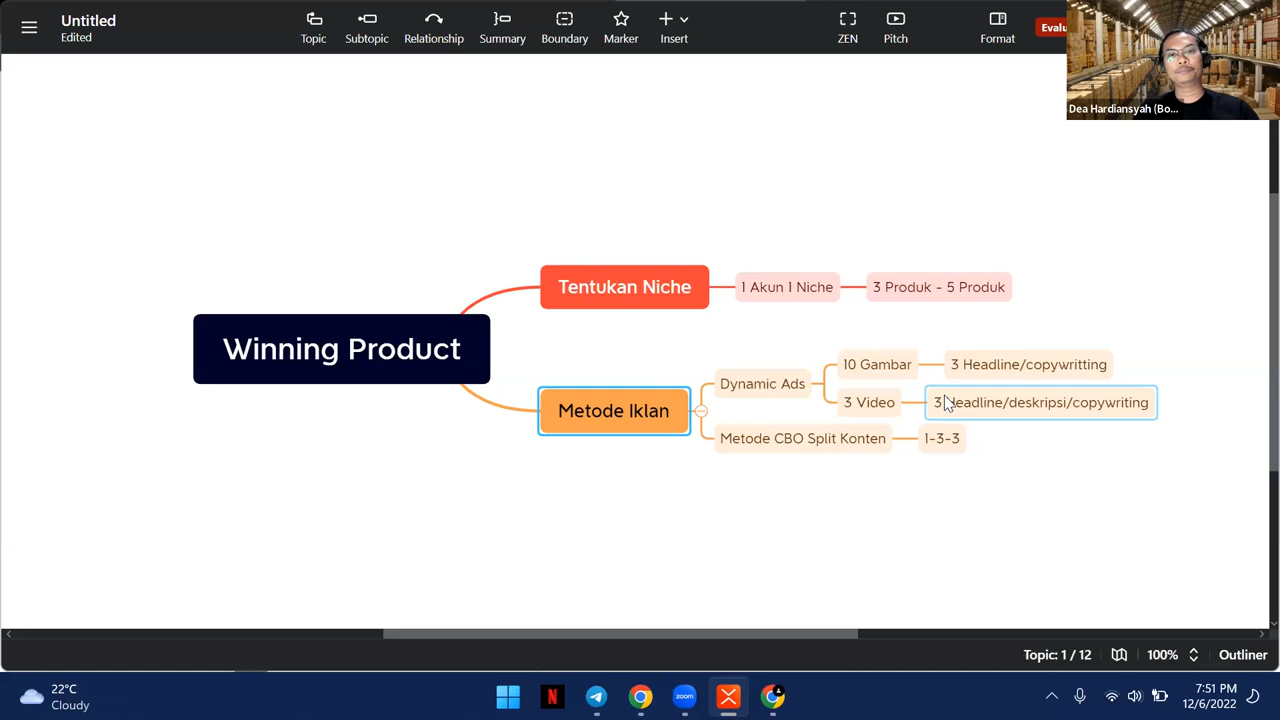 Untitled
Edited
Topic
Subtopic
Relationship
Summary
Boundary
Marker
Insert
ZEN
Pitch
Format
Evalu
Dea Hardiansyah (Bo...
Winning Product
Tentukan Niche
1 Akun 1 Niche
3 Produk - 5 Produk
Metode Iklan
Dynamic Ads
10 Gambar
3 Headline/copywritting
3 Video
3 Headline/deskripsi/copywriting
Metode CBO Split Konten
1-3-3
Topic: 1 / 12
100%
Outliner
22°C
Cloudy
N
zoom
7:51 PM
12/6/2022